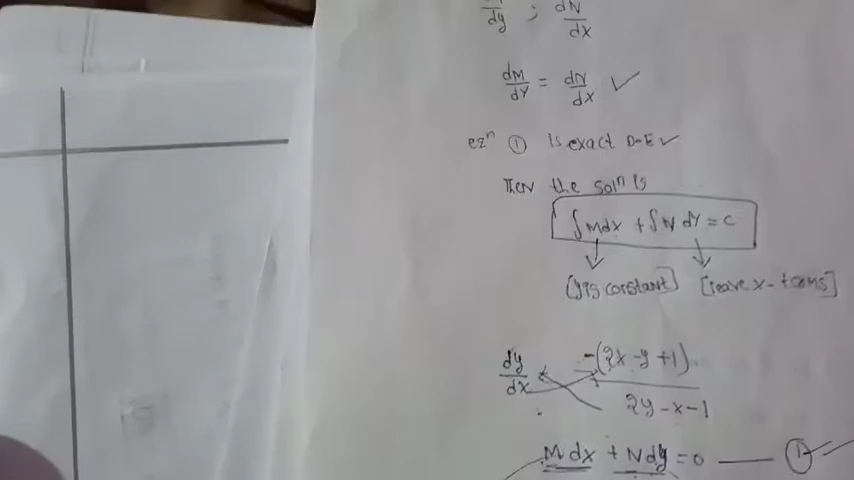 dy ; dN/dx
dM/dY = dN/dx ✓
eqn ① is exact D.E ✓
Then the soln is
∫Mdx + ∫N dY = C
[y is constant] [leave x-terms]
dy/dx = -(2x-y+1)/2y-x-1
Mdx + Ndy = 0 —— ①